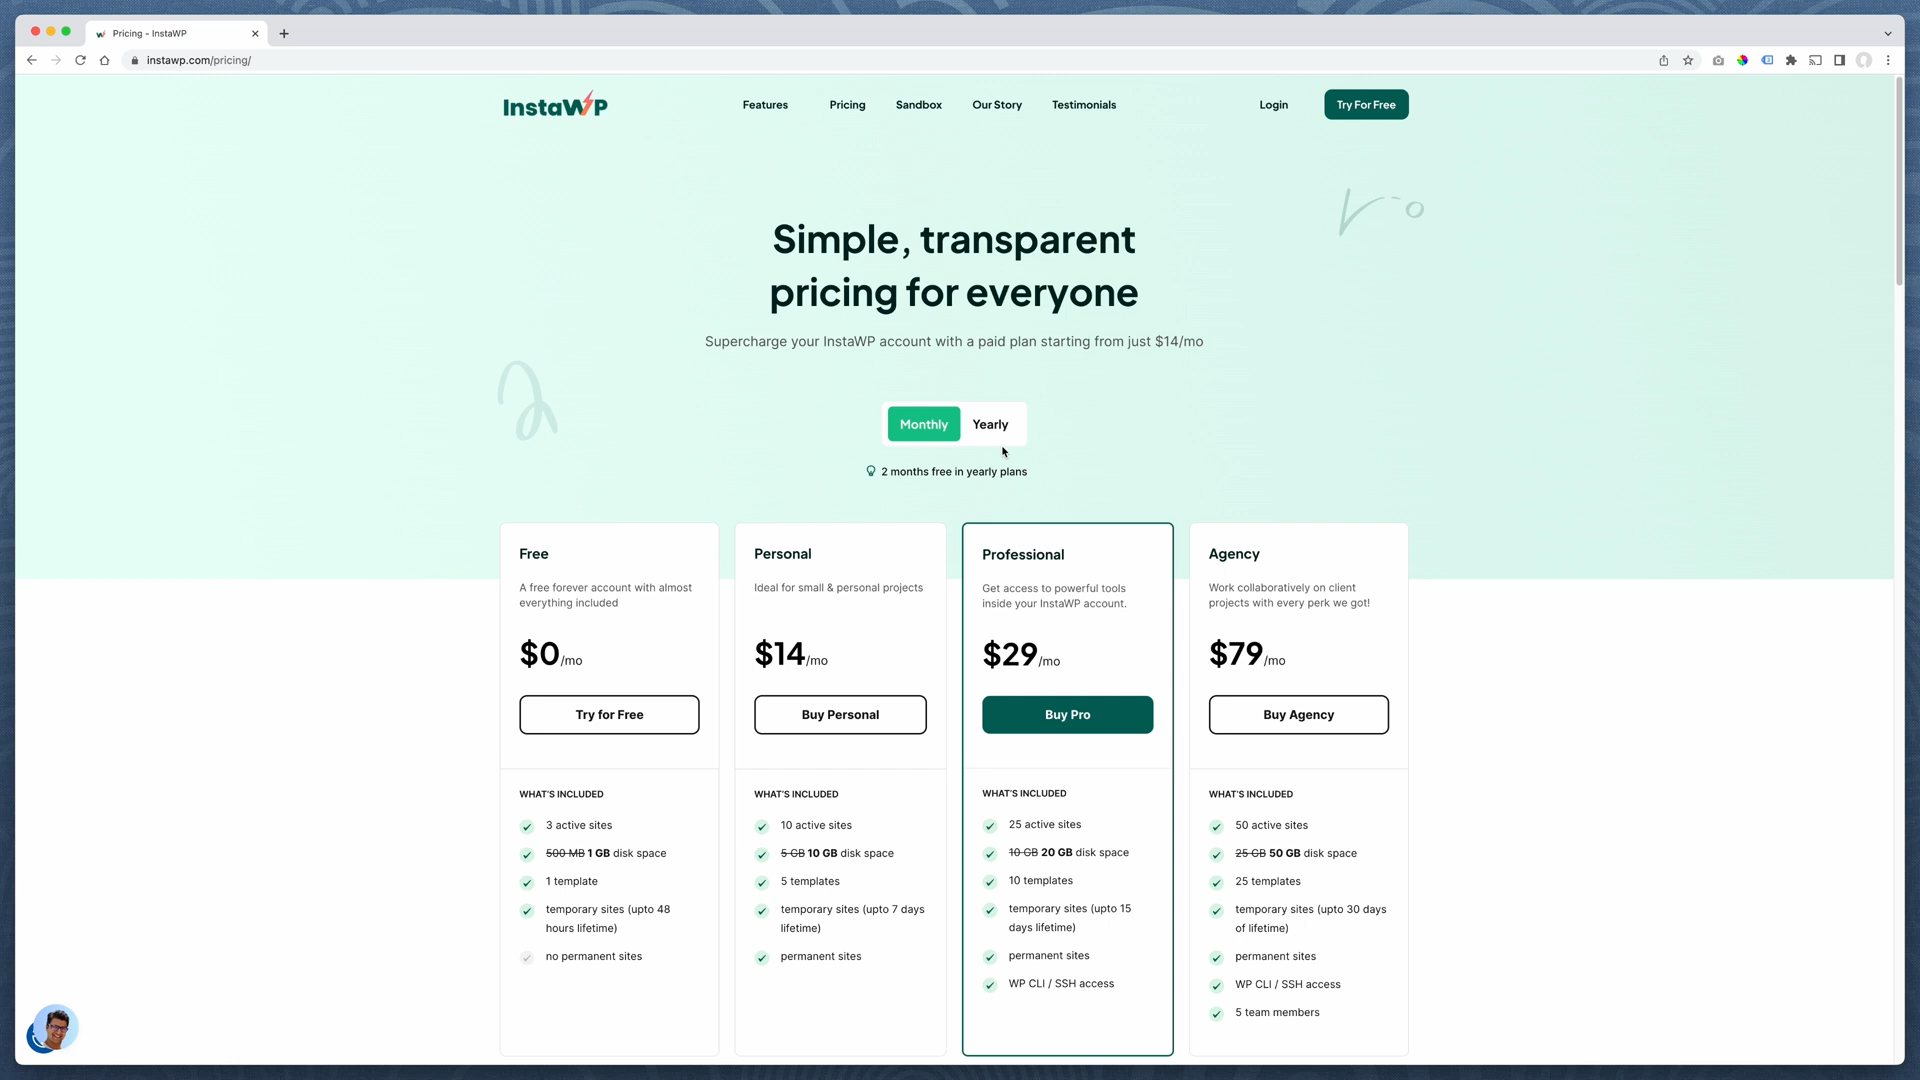 Pricing - InstaWP
instawp.com/pricing/
InstaWP
Features
Pricing
Sandbox
Our Story
Testimonials
Login
Try For Free
Simple, transparent
pricing for everyone
Supercharge your InstaWP account with a paid plan starting from just $14/mo
Monthly
Yearly
2 months free in yearly plans
Free
A free forever account with almost
everything included
$0/mo
Try for Free
WHAT'S INCLUDED
3 active sites
500 MB 1 GB disk space
1 template
temporary sites (upto 48
hours lifetime)
no permanent sites
Personal
Ideal for small & personal projects
$14/mo
Buy Personal
WHAT'S INCLUDED
10 active sites
5 GB 10 GB disk space
5 templates
temporary sites (upto 7 days
lifetime)
permanent sites
Professional
Get access to powerful tools
inside your InstaWP account.
$29/mo
Buy Pro
WHAT'S INCLUDED
25 active sites
10 GB 20 GB disk space
10 templates
temporary sites (upto 15
days lifetime)
permanent sites
WP CLI / SSH access
Agency
Work collaboratively on client
projects with every perk we got!
$79/mo
Buy Agency
WHAT'S INCLUDED
50 active sites
25 GB 50 GB disk space
25 templates
temporary sites (upto 30 days
of lifetime)
permanent sites
WP CLI / SSH access
5 team members